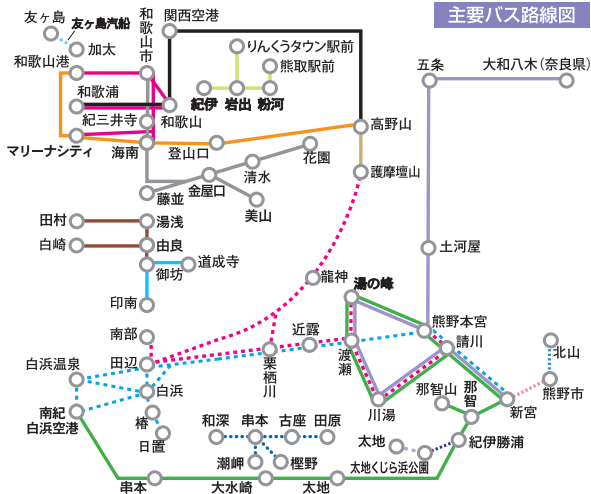 主要バス路線図
友ヶ島
友ヶ島汽船
加太
和歌山市
関西空港
りんくうタウン駅前
熊取駅前
五条
大和八木(奈良県)
和歌山港
和歌浦
紀伊
岩出
粉河
紀三井寺
和歌山
高野山
マリーナシティ
海南
登山口
花園
清水
護摩壇山
藤並
金屋口
美山
田村
湯浅
白崎
由良
土河屋
御坊
道成寺
龍神
湯の峰
印南
南部
近露
熊野本宮
請川
北山
白浜温泉
田辺
栗栖川
渡瀬
白浜
那智山
那智
熊野市
南紀
白浜空港
椿
川湯
新宮
日置
和深
串本
古座
田原
太地
紀伊勝浦
潮岬
樫野
太地くじら浜公園
串本
大水崎
太地